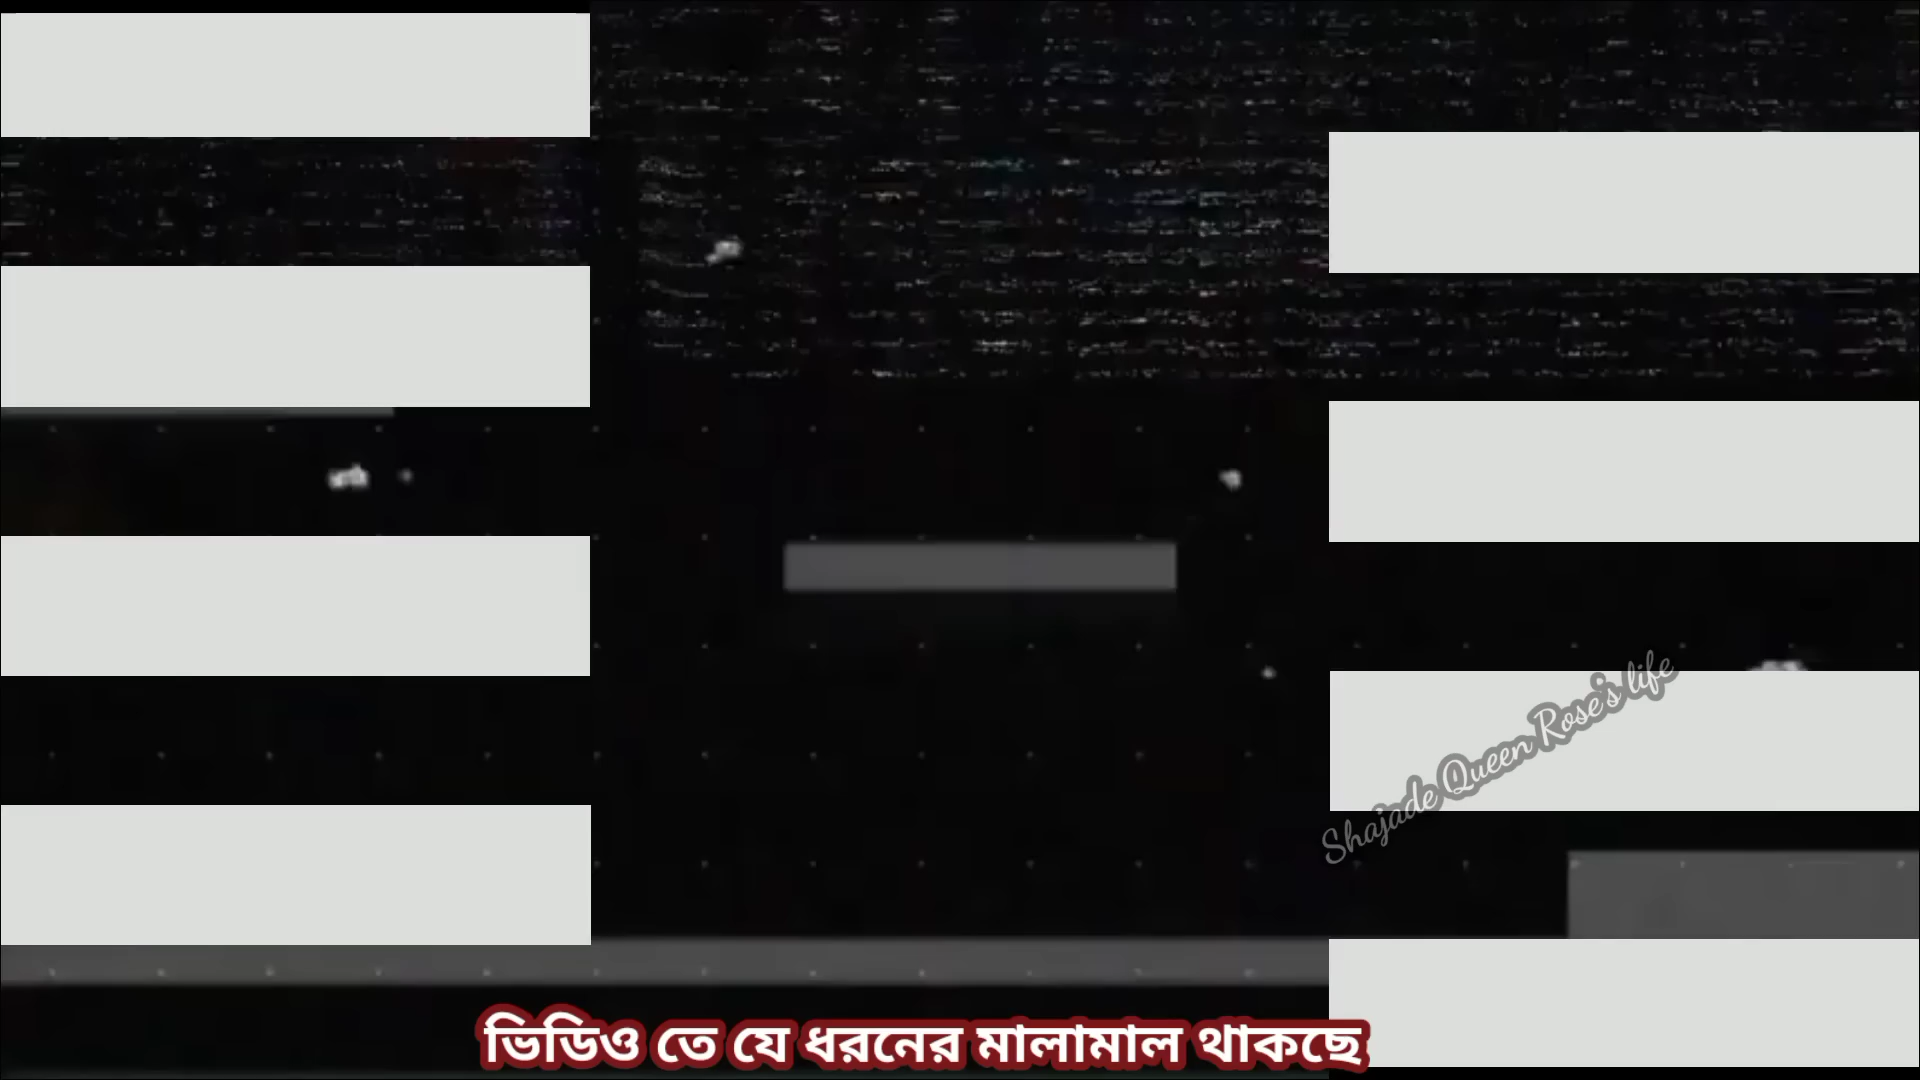 Shajade Queen Rose's life
ভিডিও তে যে ধরনের মালামাল থাকছে